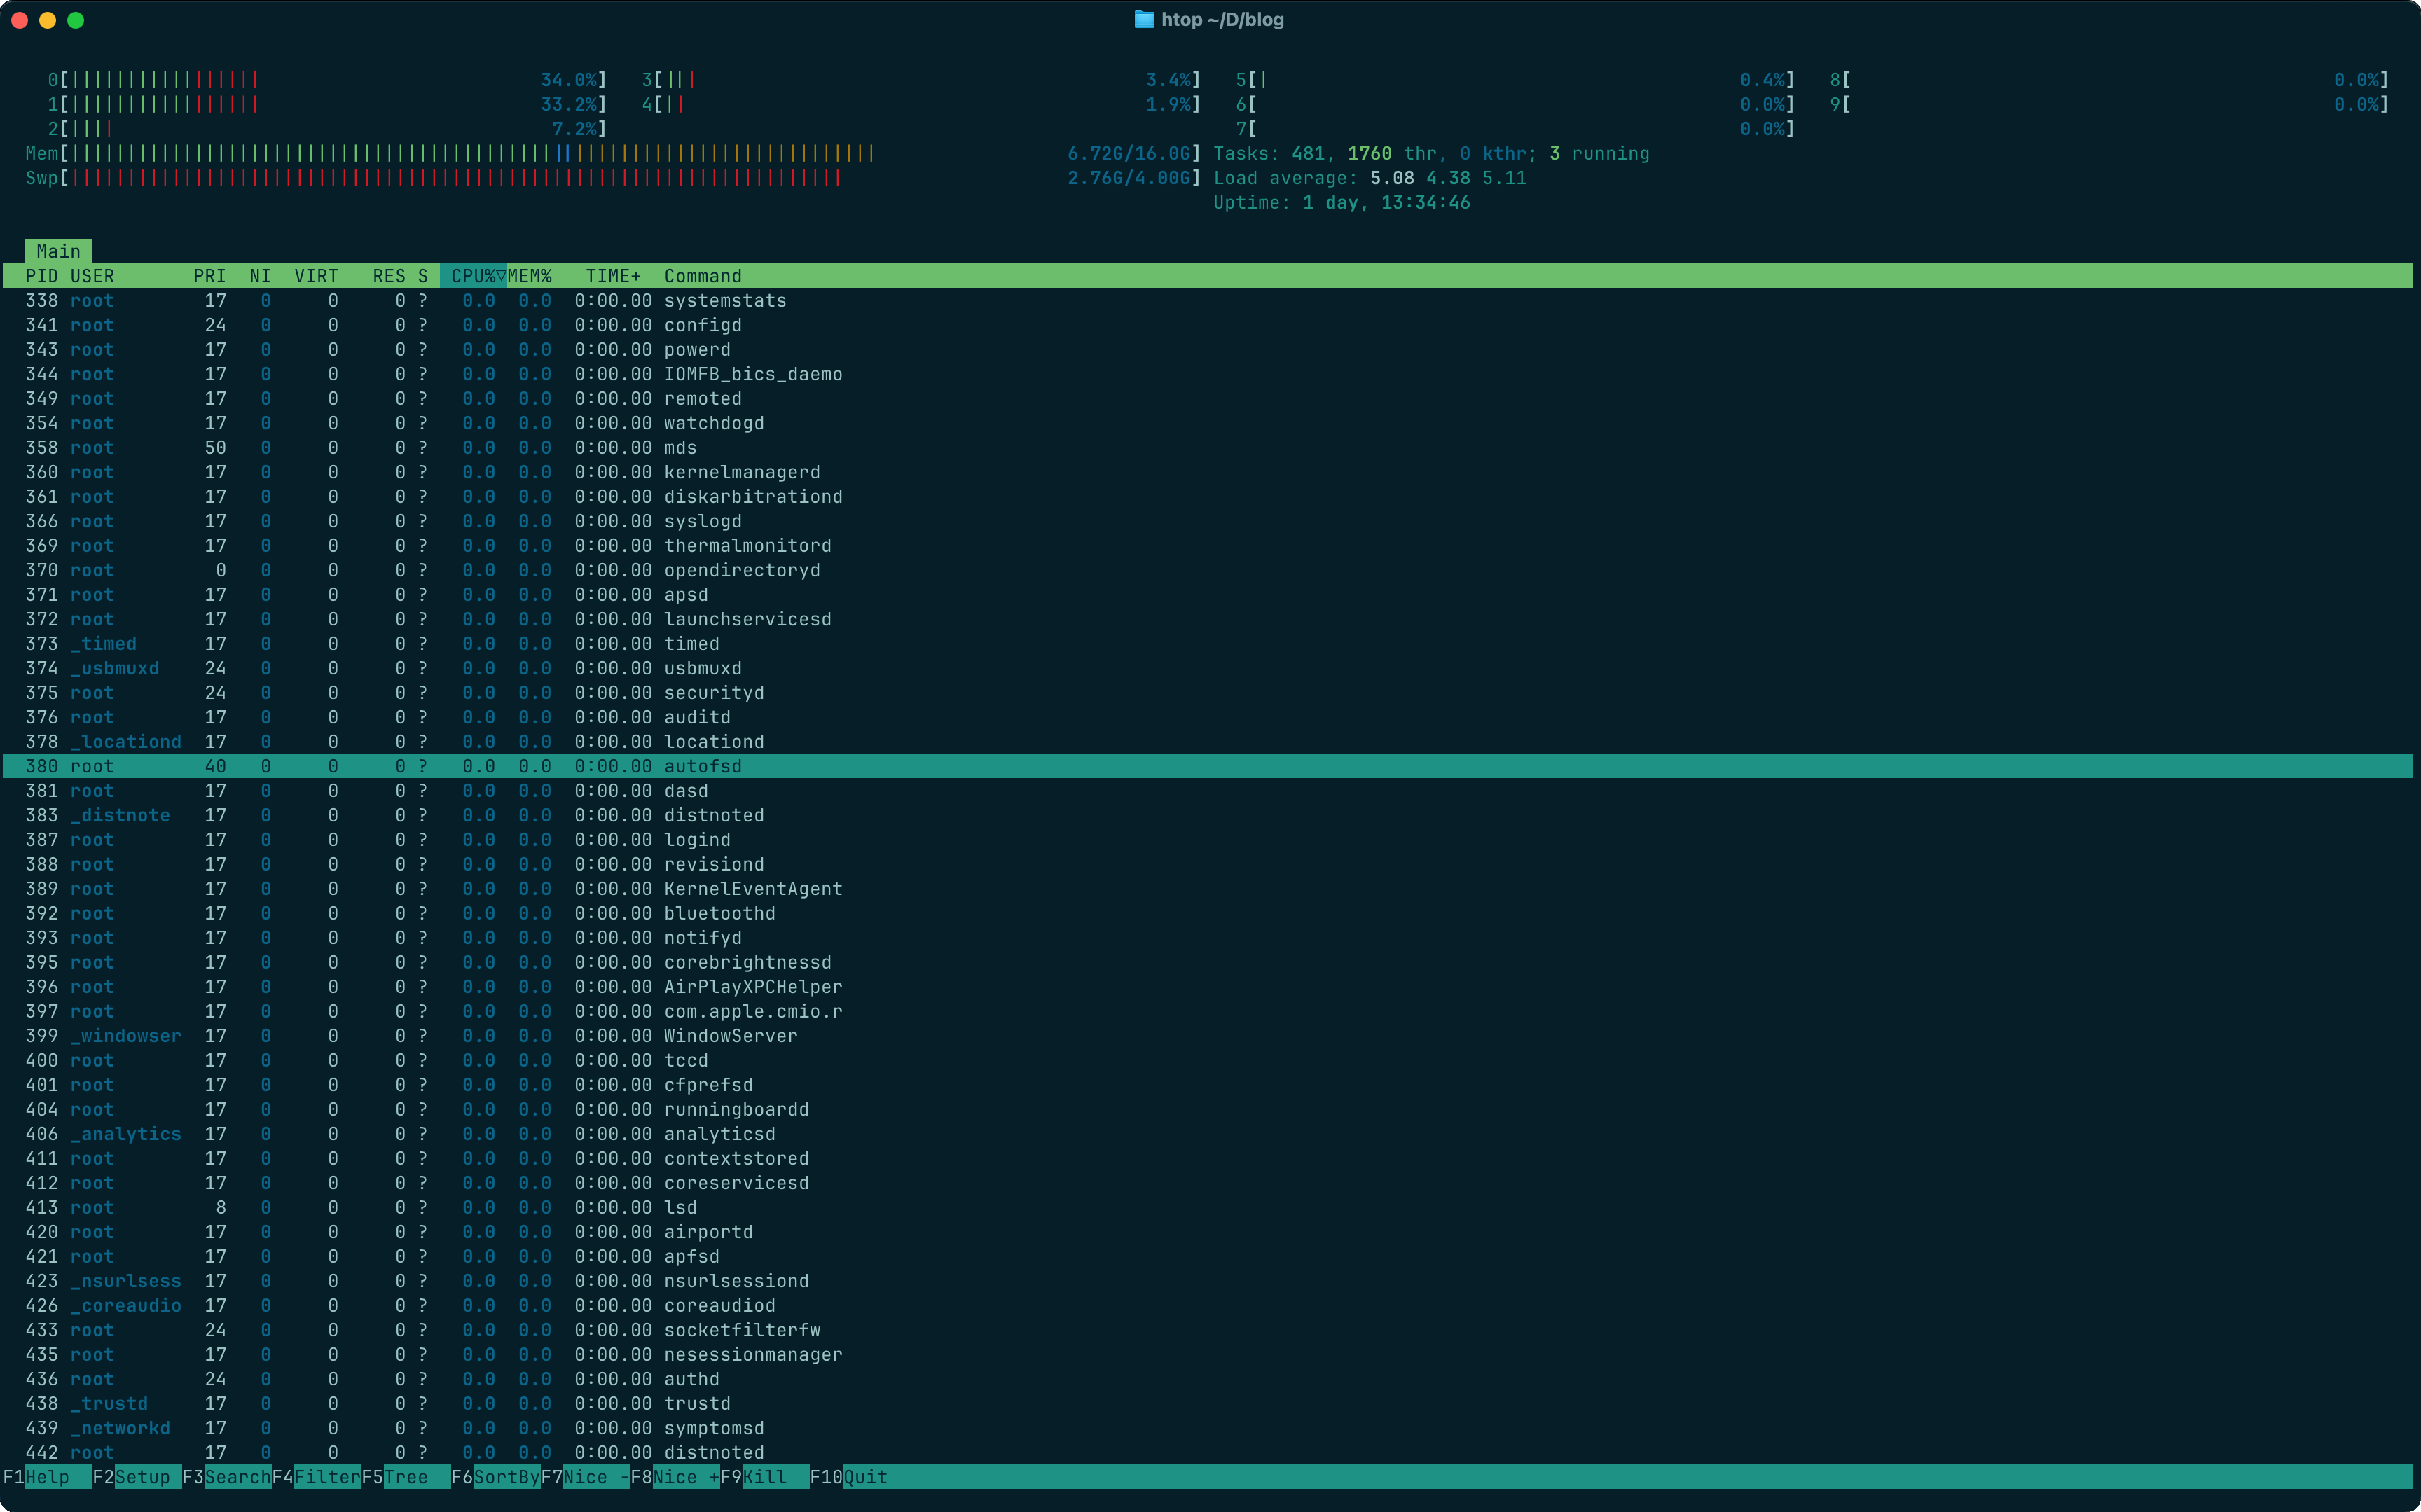 htop ~/D/blog
0[||||||||||||||||| 34.0%] 3[||| 3.4%] 5[| 0.4%] 8[ 0.0%]
1[||||||||||||||||| 33.2%] 4[|| 1.9%] 6[ 0.0%] 9[ 0.0%]
2[|||| 7.2%] 7[ 0.0%]
Mem[|||||||||||||||||||||||||||||||||||||||||||||||||||||||||||||||||||||||| 6.72G/16.0G] Tasks: 481, 1760 thr, 0 kthr; 3 running
Swp[||||||||||||||||||||||||||||||||||||||||||||||||||||||||||||||||||||| 2.76G/4.00G] Load average: 5.08 4.38 5.11
Uptime: 1 day, 13:34:46
Main
PID USER PRI NI VIRT RES S CPU%▽MEM% TIME+ Command
338 root 17 0 0 0 ? 0.0 0.0 0:00.00 systemstats
341 root 24 0 0 0 ? 0.0 0.0 0:00.00 configd
343 root 17 0 0 0 ? 0.0 0.0 0:00.00 powerd
344 root 17 0 0 0 ? 0.0 0.0 0:00.00 IOMFB_bics_daemo
349 root 17 0 0 0 ? 0.0 0.0 0:00.00 remoted
354 root 17 0 0 0 ? 0.0 0.0 0:00.00 watchdogd
358 root 50 0 0 0 ? 0.0 0.0 0:00.00 mds
360 root 17 0 0 0 ? 0.0 0.0 0:00.00 kernelmanagerd
361 root 17 0 0 0 ? 0.0 0.0 0:00.00 diskarbitrationd
366 root 17 0 0 0 ? 0.0 0.0 0:00.00 syslogd
369 root 17 0 0 0 ? 0.0 0.0 0:00.00 thermalmonitord
370 root 0 0 0 0 ? 0.0 0.0 0:00.00 opendirectoryd
371 root 17 0 0 0 ? 0.0 0.0 0:00.00 apsd
372 root 17 0 0 0 ? 0.0 0.0 0:00.00 launchservicesd
373 _timed 17 0 0 0 ? 0.0 0.0 0:00.00 timed
374 _usbmuxd 24 0 0 0 ? 0.0 0.0 0:00.00 usbmuxd
375 root 24 0 0 0 ? 0.0 0.0 0:00.00 securityd
376 root 17 0 0 0 ? 0.0 0.0 0:00.00 auditd
378 _locationd 17 0 0 0 ? 0.0 0.0 0:00.00 locationd
380 root 40 0 0 0 ? 0.0 0.0 0:00.00 autofsd
381 root 17 0 0 0 ? 0.0 0.0 0:00.00 dasd
383 _distnote 17 0 0 0 ? 0.0 0.0 0:00.00 distnoted
387 root 17 0 0 0 ? 0.0 0.0 0:00.00 logind
388 root 17 0 0 0 ? 0.0 0.0 0:00.00 revisiond
389 root 17 0 0 0 ? 0.0 0.0 0:00.00 KernelEventAgent
392 root 17 0 0 0 ? 0.0 0.0 0:00.00 bluetoothd
393 root 17 0 0 0 ? 0.0 0.0 0:00.00 notifyd
395 root 17 0 0 0 ? 0.0 0.0 0:00.00 corebrightnessd
396 root 17 0 0 0 ? 0.0 0.0 0:00.00 AirPlayXPCHelper
397 root 17 0 0 0 ? 0.0 0.0 0:00.00 com.apple.cmio.r
399 _windowser 17 0 0 0 ? 0.0 0.0 0:00.00 WindowServer
400 root 17 0 0 0 ? 0.0 0.0 0:00.00 tccd
401 root 17 0 0 0 ? 0.0 0.0 0:00.00 cfprefsd
404 root 17 0 0 0 ? 0.0 0.0 0:00.00 runningboardd
406 _analytics 17 0 0 0 ? 0.0 0.0 0:00.00 analyticsd
411 root 17 0 0 0 ? 0.0 0.0 0:00.00 contextstored
412 root 17 0 0 0 ? 0.0 0.0 0:00.00 coreservicesd
413 root 8 0 0 0 ? 0.0 0.0 0:00.00 lsd
420 root 17 0 0 0 ? 0.0 0.0 0:00.00 airportd
421 root 17 0 0 0 ? 0.0 0.0 0:00.00 apfsd
423 _nsurlsess 17 0 0 0 ? 0.0 0.0 0:00.00 nsurlsessiond
426 _coreaudio 17 0 0 0 ? 0.0 0.0 0:00.00 coreaudiod
433 root 24 0 0 0 ? 0.0 0.0 0:00.00 socketfilterfw
435 root 17 0 0 0 ? 0.0 0.0 0:00.00 nesessionmanager
436 root 24 0 0 0 ? 0.0 0.0 0:00.00 authd
438 _trustd 17 0 0 0 ? 0.0 0.0 0:00.00 trustd
439 _networkd 17 0 0 0 ? 0.0 0.0 0:00.00 symptomsd
442 root 17 0 0 0 ? 0.0 0.0 0:00.00 distnoted
F1Help F2Setup F3SearchF4FilterF5Tree F6SortByF7Nice -F8Nice +F9Kill F10Quit